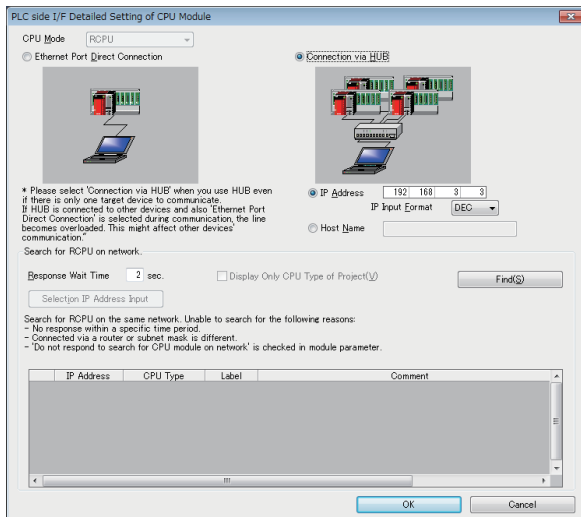 PLC side I/F Detailed Setting of CPU Module
CPU Mode RCPU
Ethernet Port Direct Connection
Connection via HUB
* Please select 'Connection via HUB' when you use HUB even
if there is only one target device to communicate.
If HUB is connected to other devices and also 'Ethernet Port
Direct Connection' is selected during communication, the line
becomes overloaded. This might affect other devices'
communication."
IP Address 192 168 3 3
IP Input Format DEC
Host Name
Search for RCPU on network.
Response Wait Time 2 sec.
Display Only CPU Type of Project(V)
Find(S)
Selection IP Address Input
Search for RCPU on the same network. Unable to search for the following reasons:
- No response within a specific time period.
- Connected via a router or subnet mask is different.
- 'Do not respond to search for CPU module on network' is checked in module parameter.
IP Address CPU Type Label Comment
OK Cancel